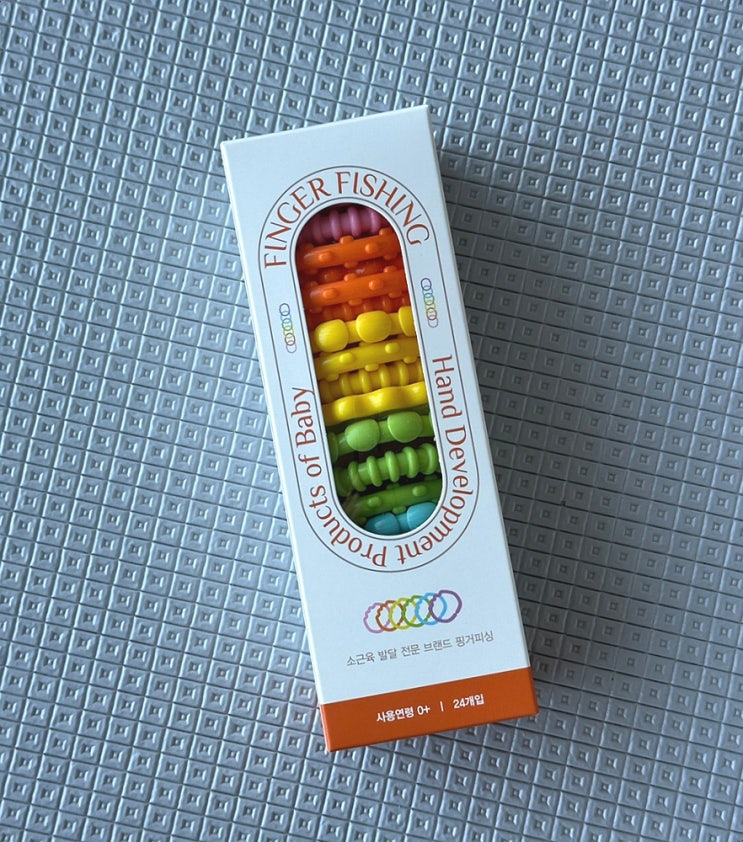 FINGER FISHING
Hand Development Products of Baby
소근육 발달 전문 브랜드 핑거피싱
사용연령 0+ | 24개입